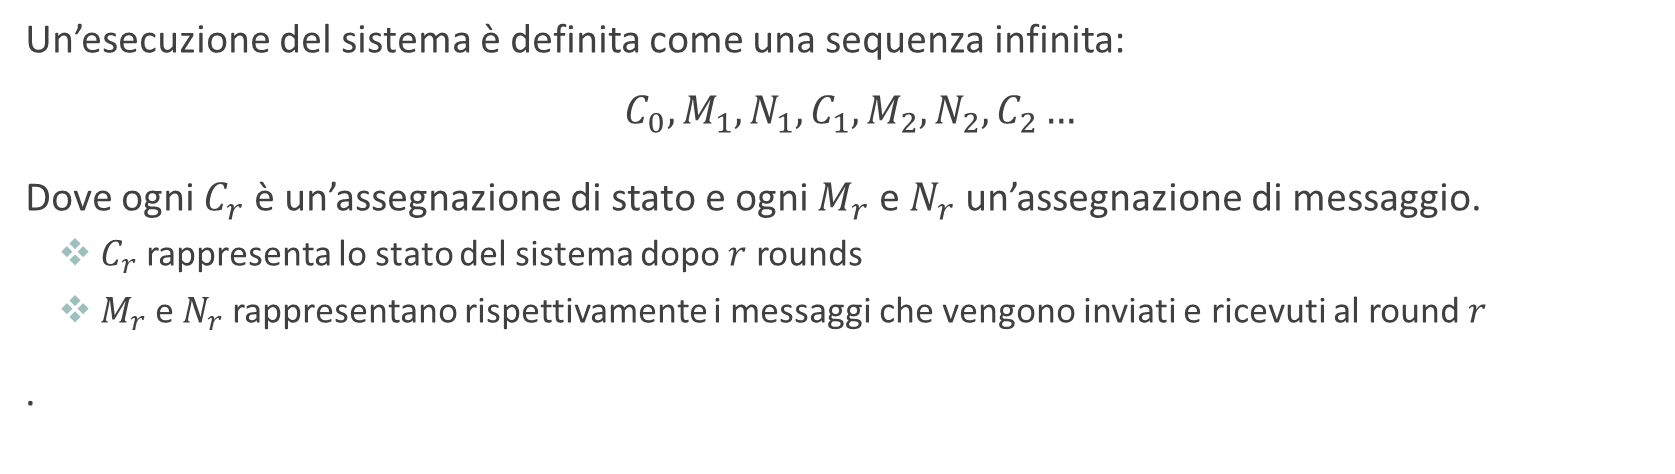 Un’esecuzione del sistema è definita come una sequenza infinita:
𝐶₀, 𝑀₁, 𝑁₁, 𝐶₁, 𝑀₂, 𝑁₂, 𝐶₂ …
Dove ogni 𝐶ᵣ è un’assegnazione di stato e ogni 𝑀ᵣ e 𝑁ᵣ un’assegnazione di messaggio.
❖ 𝐶ᵣ rappresenta lo stato del sistema dopo 𝑟 rounds
❖ 𝑀ᵣ e 𝑁ᵣ rappresentano rispettivamente i messaggi che vengono inviati e ricevuti al round 𝑟
.